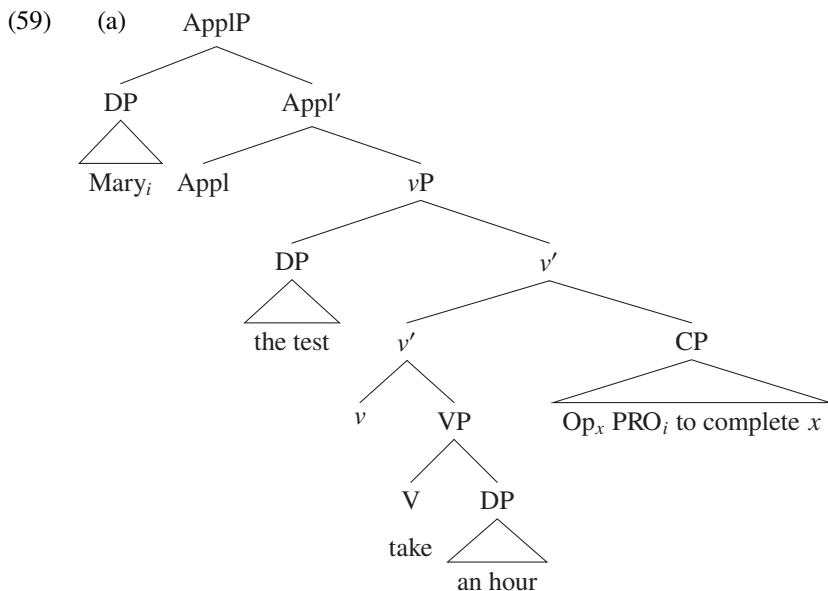 (59) (a) ApplP
DP Appl′
Maryᵢ Appl vP
DP v′
the test v′ CP
v VP Opₓ PROᵢ to complete x
V DP
take
an hour